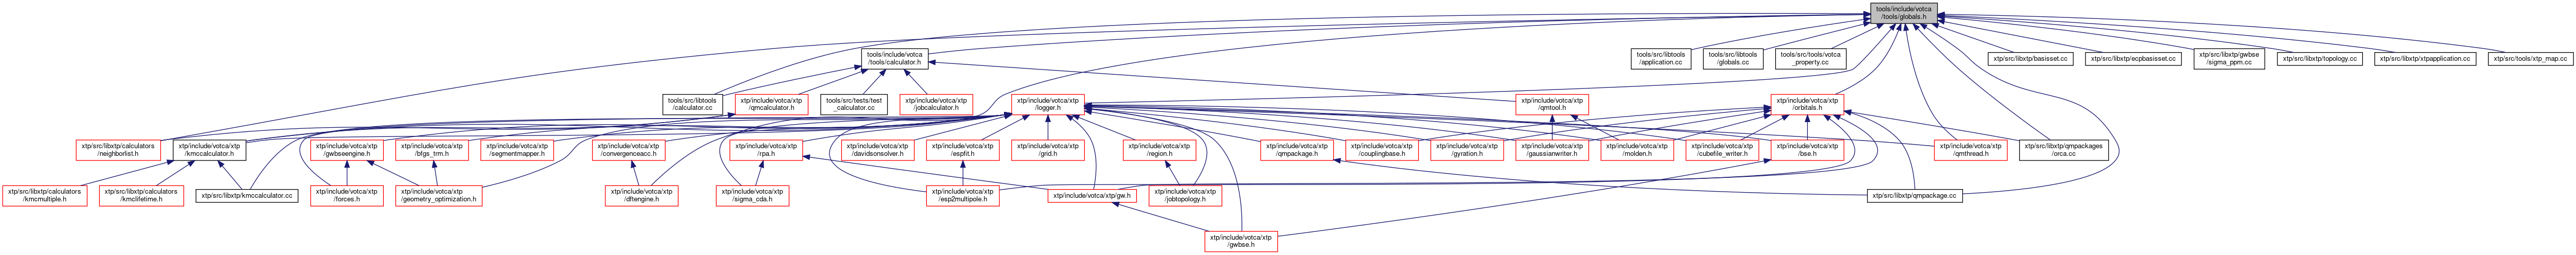 tools/include/votca
/tools/globals.h
tools/include/votca
/tools/calculator.h
tools/src/libtools
/application.cc
tools/src/libtools
/globals.cc
tools/src/tools/votca
_property.cc
xtp/src/libxtp/basisset.cc
xtp/src/libxtp/ecpbasisset.cc
xtp/src/libxtp/gwbse
/sigma_ppm.cc
xtp/src/libxtp/topology.cc
xtp/src/libxtp/xtpapplication.cc
xtp/src/tools/xtp_map.cc
tools/src/libtools
/calculator.cc
xtp/include/votca/xtp
/qmcalculator.h
tools/src/tests/test
_calculator.cc
xtp/include/votca/xtp
/jobcalculator.h
xtp/include/votca/xtp
/logger.h
xtp/include/votca/xtp
/qmtool.h
xtp/include/votca/xtp
/orbitals.h
xtp/src/libxtp/calculators
/neighborlist.h
xtp/include/votca/xtp
/kmccalculator.h
xtp/include/votca/xtp
/gwbseengine.h
xtp/include/votca/xtp
/bfgs_trm.h
xtp/include/votca/xtp
/segmentmapper.h
xtp/include/votca/xtp
/convergenceacc.h
xtp/include/votca/xtp
/rpa.h
xtp/include/votca/xtp
/davidsonsolver.h
xtp/include/votca/xtp
/espfit.h
xtp/include/votca/xtp
/grid.h
xtp/include/votca/xtp
/region.h
xtp/include/votca/xtp
/qmpackage.h
xtp/include/votca/xtp
/couplingbase.h
xtp/include/votca/xtp
/gyration.h
xtp/include/votca/xtp
/gaussianwriter.h
xtp/include/votca/xtp
/molden.h
xtp/include/votca/xtp
/cubefile_writer.h
xtp/include/votca/xtp
/bse.h
xtp/include/votca/xtp
/qmthread.h
xtp/src/libxtp/qmpackages
/orca.cc
xtp/src/libxtp/calculators
/kmcmultiple.h
xtp/src/libxtp/calculators
/kmclifetime.h
xtp/src/libxtp/kmccalculator.cc
xtp/include/votca/xtp
/forces.h
xtp/include/votca/xtp
/geometry_optimization.h
xtp/include/votca/xtp
/dftengine.h
xtp/include/votca/xtp
/sigma_cda.h
xtp/include/votca/xtp
/esp2multipole.h
xtp/include/votca/xtp/gw.h
xtp/include/votca/xtp
/jobtopology.h
xtp/src/libxtp/qmpackage.cc
xtp/include/votca/xtp
/gwbse.h